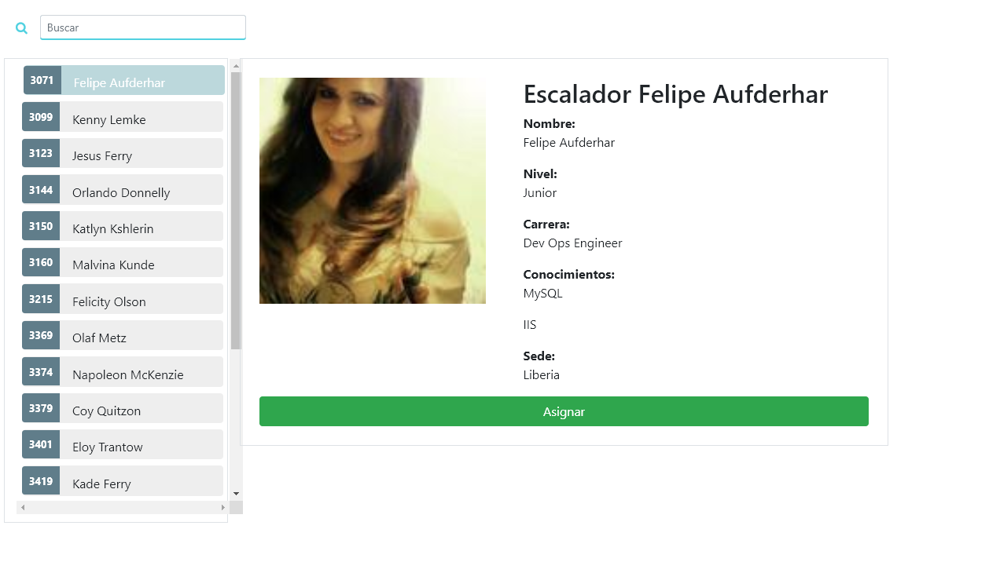 Buscar
3071 Felipe Aufderhar
3099 Kenny Lemke
3123 Jesus Ferry
3144 Orlando Donnelly
3150 Katlyn Kshlerin
3160 Malvina Kunde
3215 Felicity Olson
3369 Olaf Metz
3374 Napoleon McKenzie
3379 Coy Quitzon
3401 Eloy Trantow
3419 Kade Ferry
Escalador Felipe Aufderhar
Nombre:
Felipe Aufderhar
Nivel:
Junior
Carrera:
Dev Ops Engineer
Conocimientos:
MySQL
IIS
Sede:
Liberia
Asignar